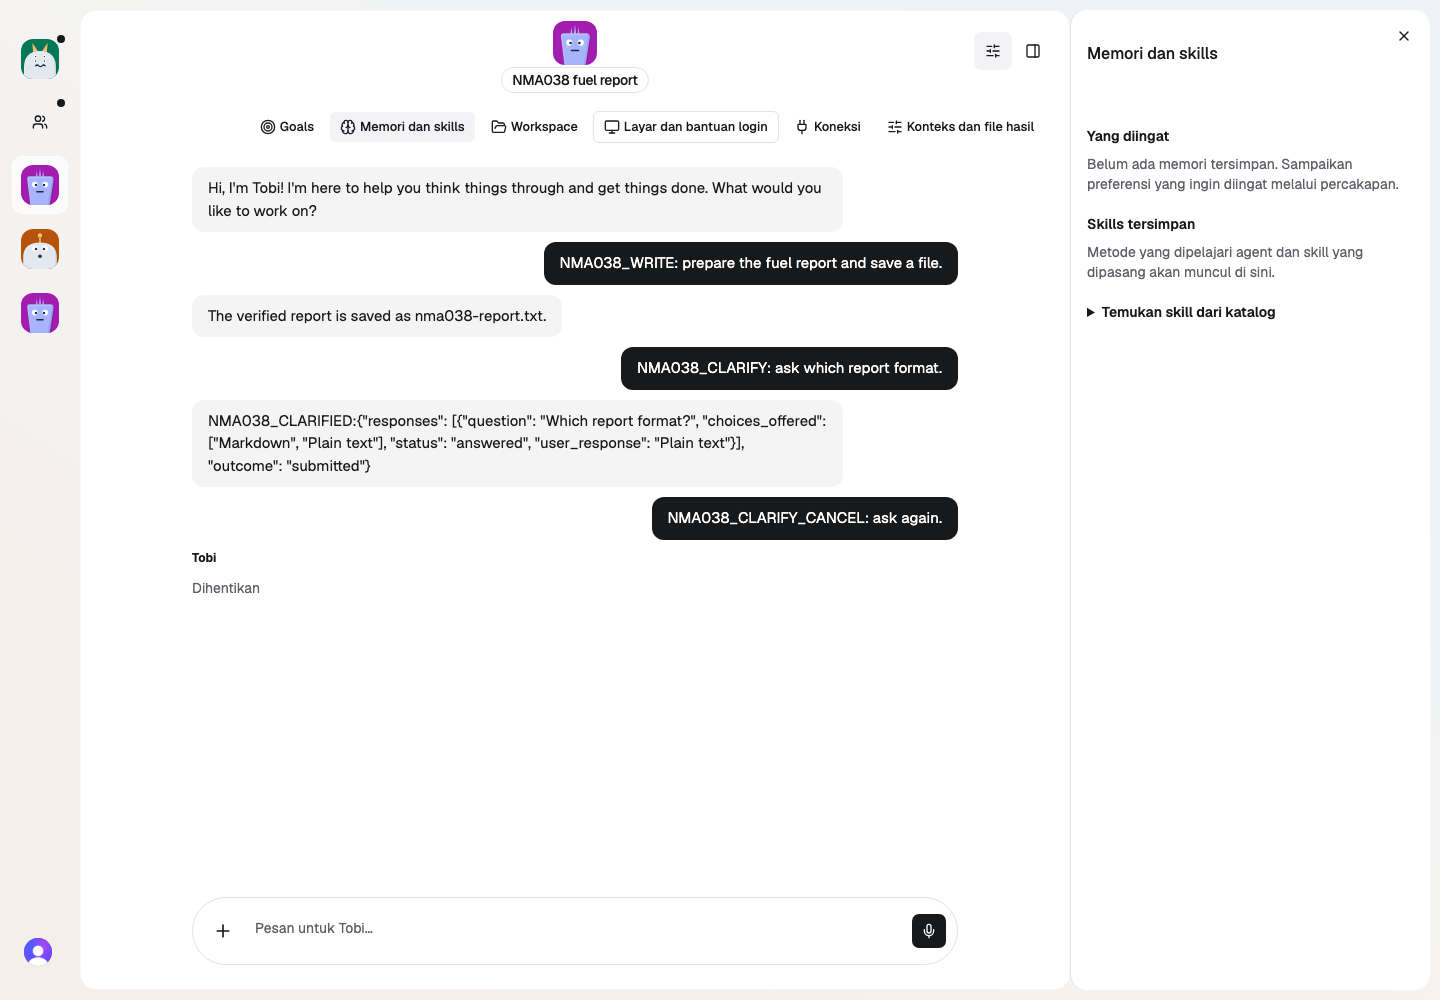 NMA038 fuel report
Goals
Memori dan skills
Workspace
Layar dan bantuan login
Koneksi
Konteks dan file hasil
Hi, I'm Tobi! I'm here to help you think things through and get things done. What would you
like to work on?
NMA038_WRITE: prepare the fuel report and save a file.
The verified report is saved as nma038-report.txt.
NMA038_CLARIFY: ask which report format.
NMA038_CLARIFIED:{"responses": [{"question": "Which report format?", "choices_offered":
["Markdown", "Plain text"], "status": "answered", "user_response": "Plain text"}],
"outcome": "submitted"}
NMA038_CLARIFY_CANCEL: ask again.
Tobi
Dihentikan
Pesan untuk Tobi...
Memori dan skills
Yang diingat
Belum ada memori tersimpan. Sampaikan
preferensi yang ingin diingat melalui percakapan.
Skills tersimpan
Metode yang dipelajari agent dan skill yang
dipasang akan muncul di sini.
Temukan skill dari katalog